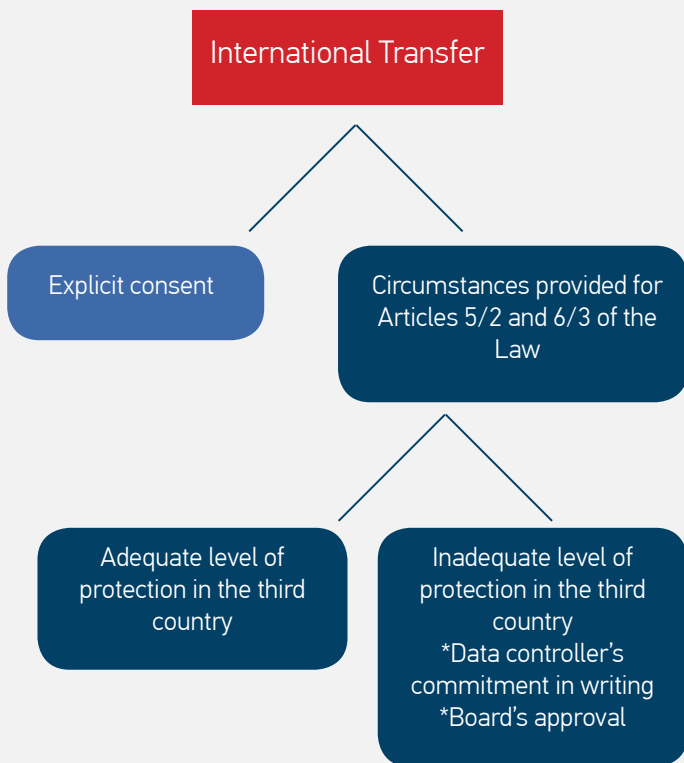 International Transfer
Explicit consent
Circumstances provided for
Articles 5/2 and 6/3 of the
Law
Adequate level of
protection in the third
country
Inadequate level of
protection in the third
country
*Data controller’s
commitment in writing
*Board’s approval